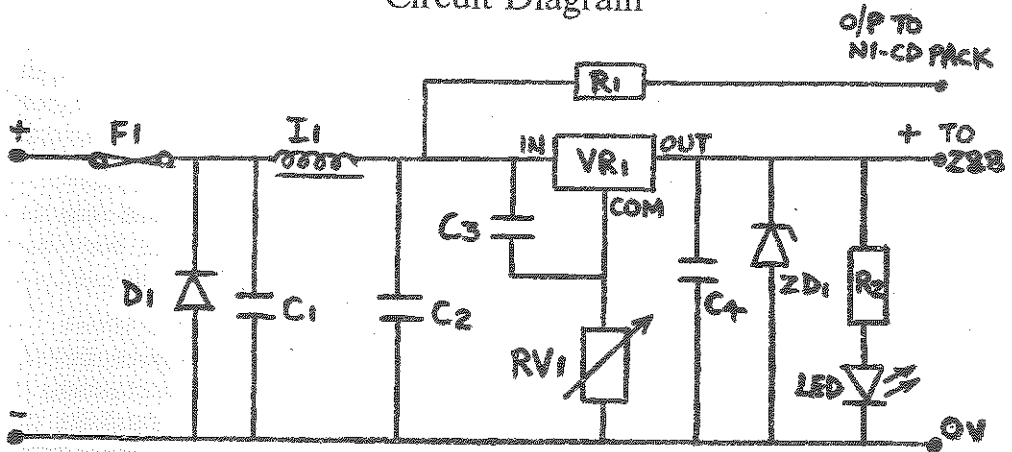 Circuit Diagram
O/P TO
NI-CD PACK
R1
+ F1 I1 IN VR1 OUT + TO
Z88
COM
C3
D1 C1 C2 C4 ZD1 R2
RV1
LED
- 0V